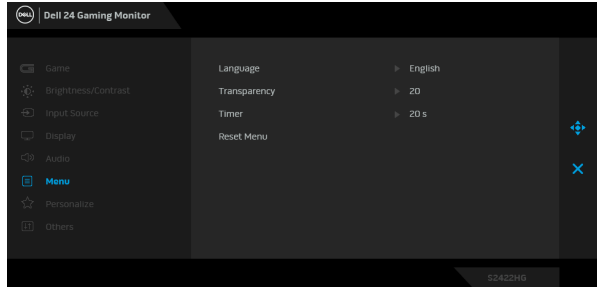 DELL Dell 24 Gaming Monitor
Game
Language English
Brightness/Contrast
Transparency 20
Input Source
Timer 20 s
Display
Reset Menu
Audio
Menu
Personalize
Others
S2422HG